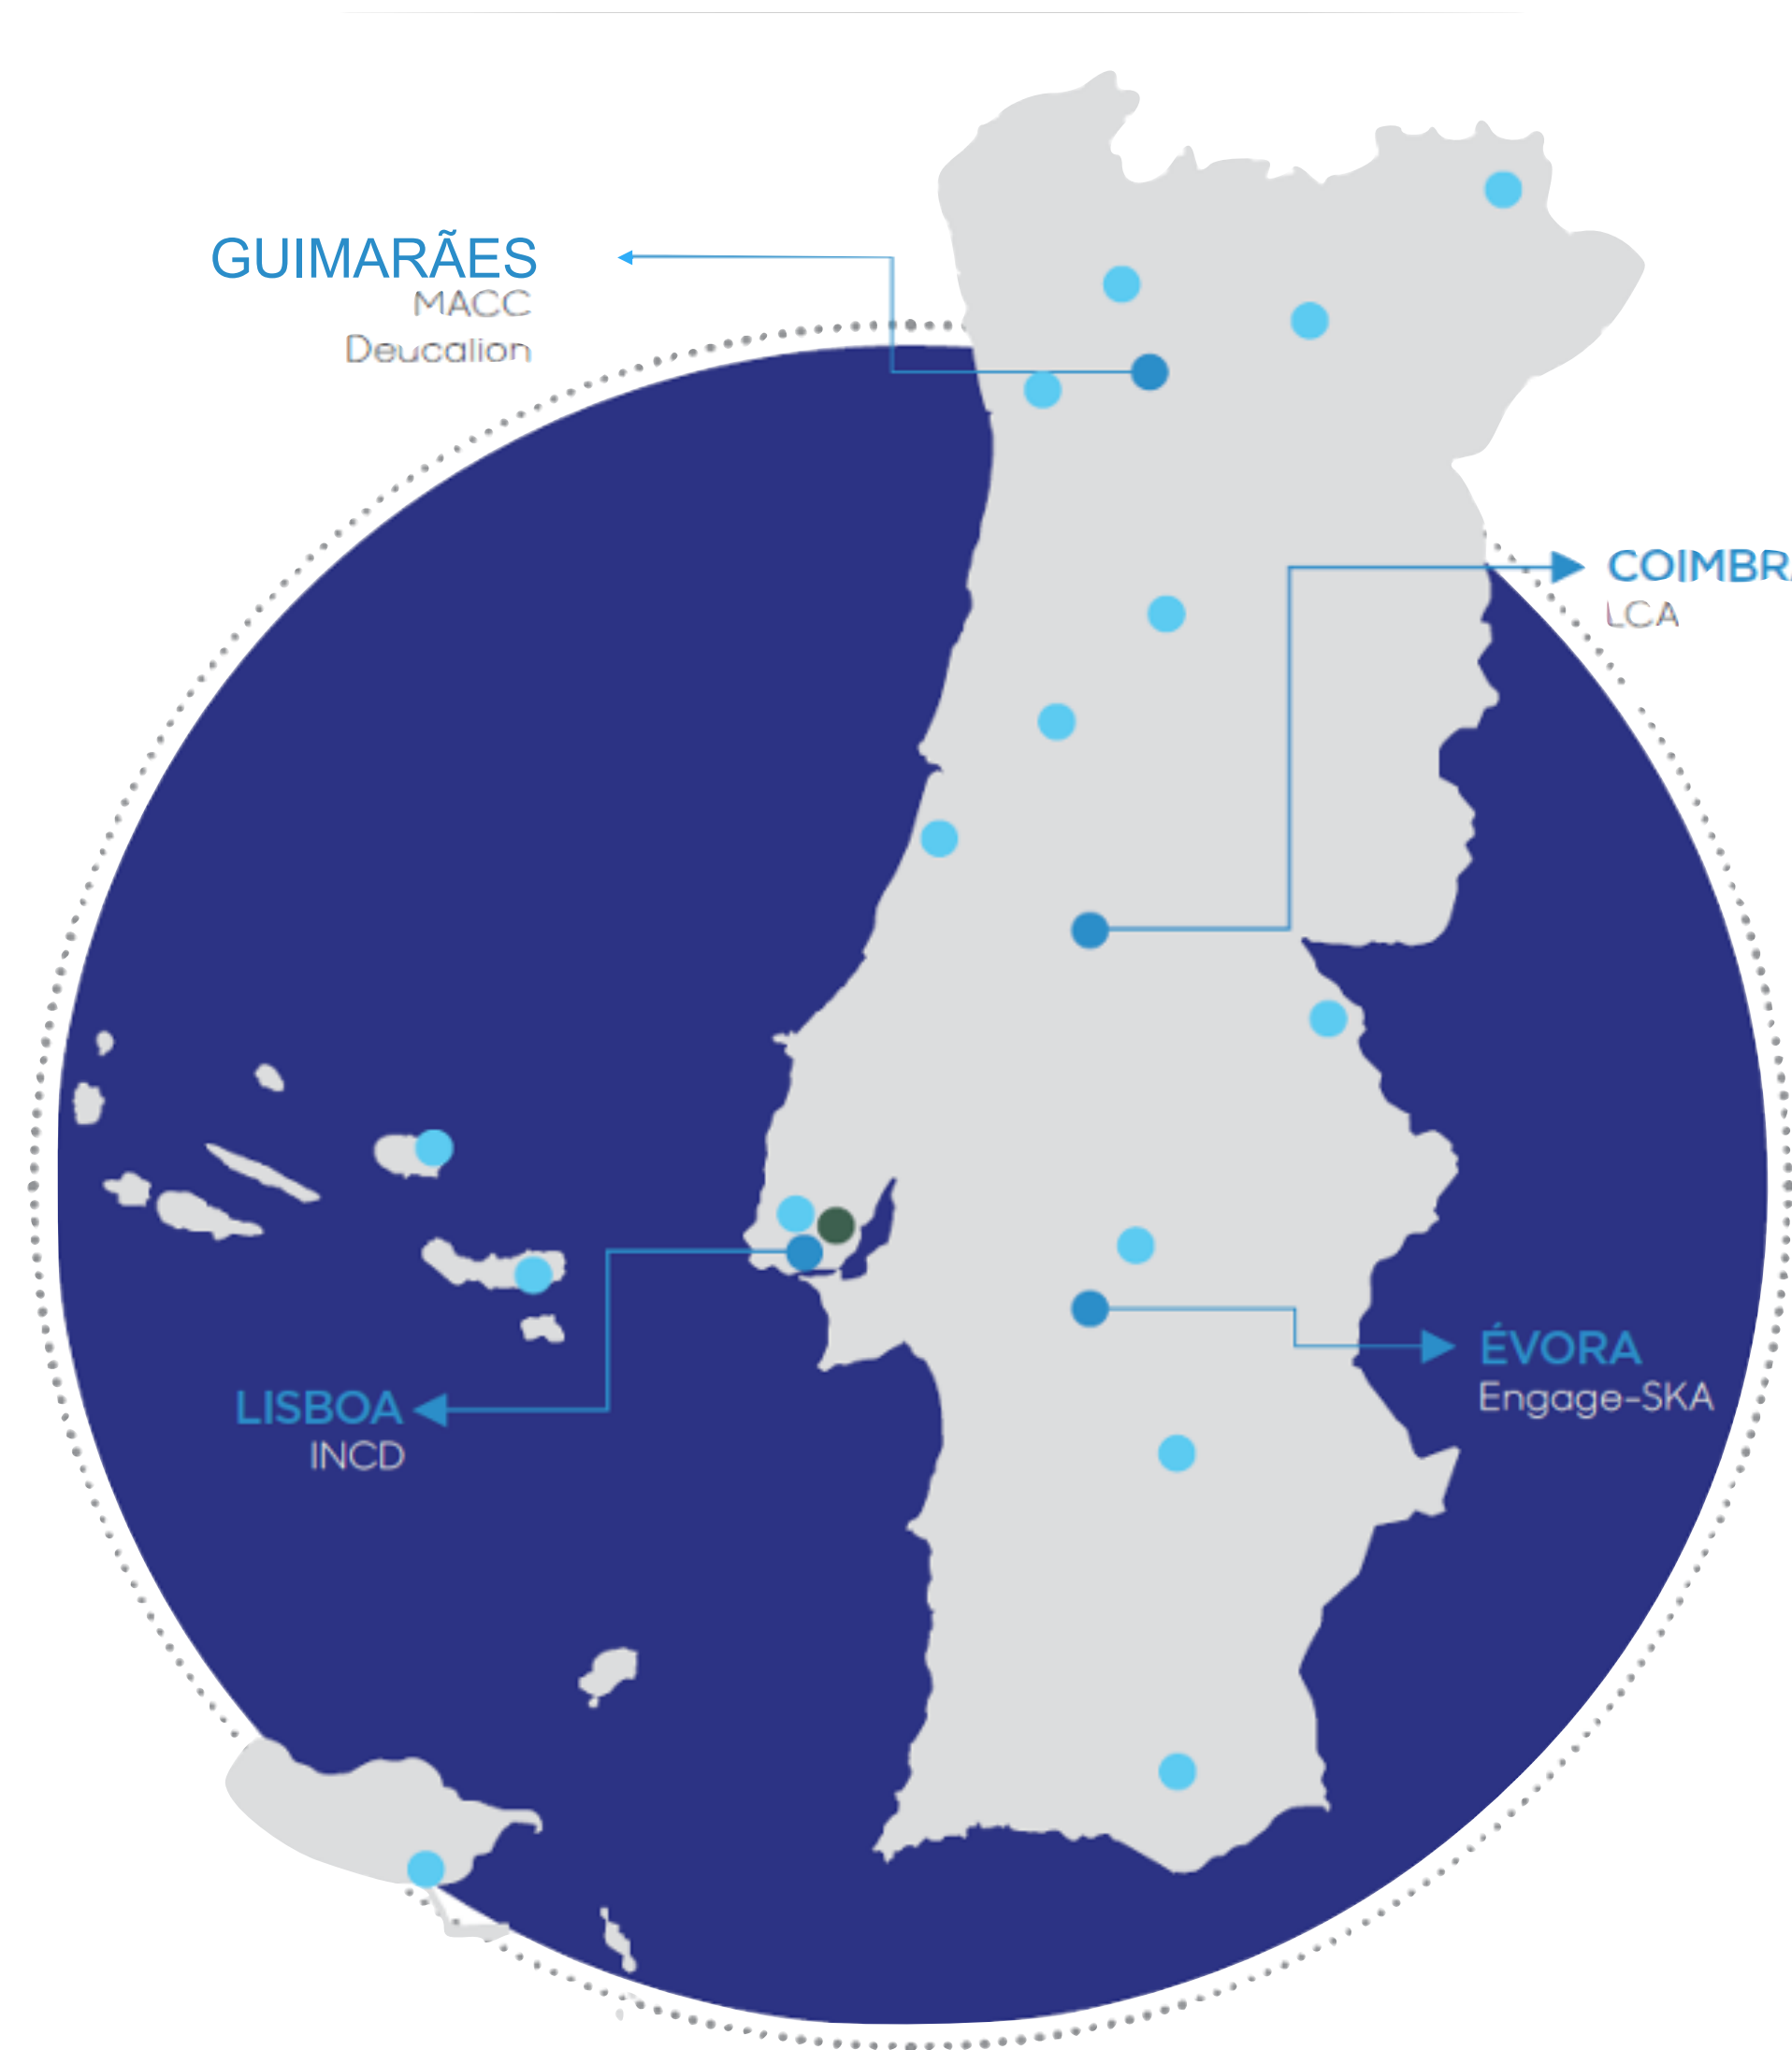 GUIMARÃES
MACC
Deucalion
COIMBR
LCA
ÉVORA
Engage-SKA
LISBOA
INCD